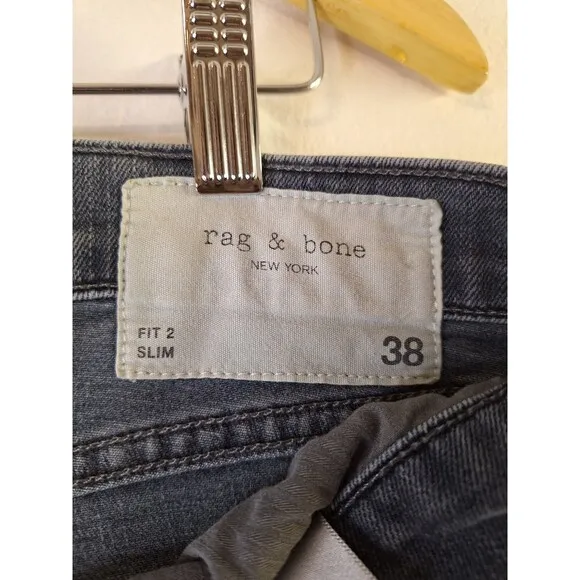 rag & bone
NEW YORK
FIT 2
SLIM
38